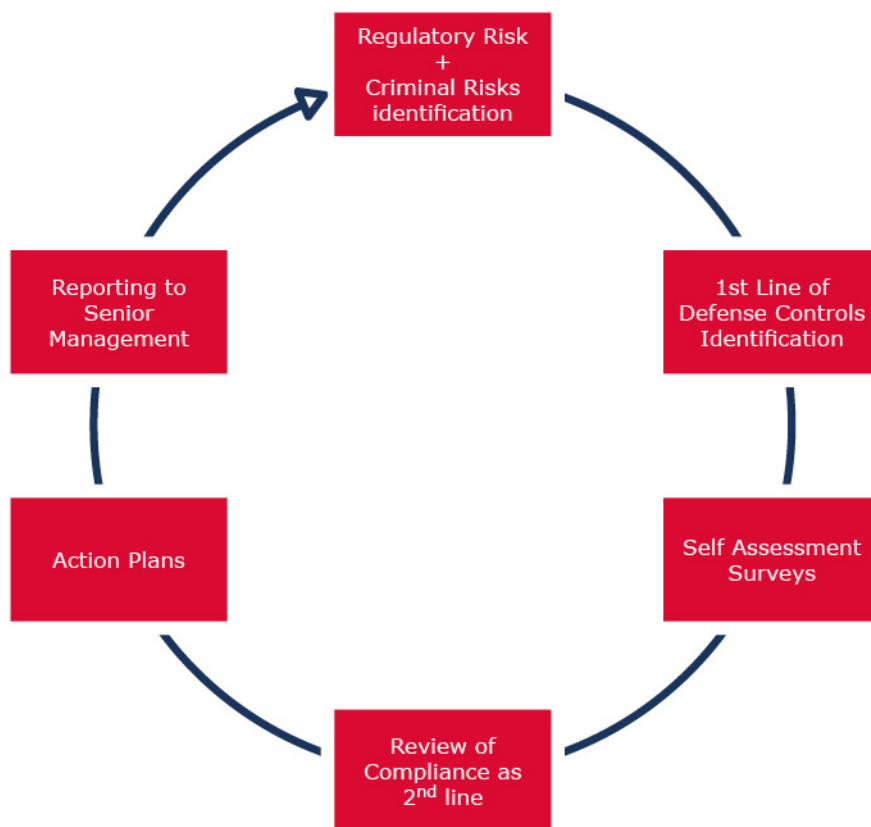 Regulatory Risk
+
Criminal Risks
identification
1st Line of
Defense Controls
Identification
Self Assessment
Surveys
Review of
Compliance as
2nd line
Action Plans
Reporting to
Senior
Management